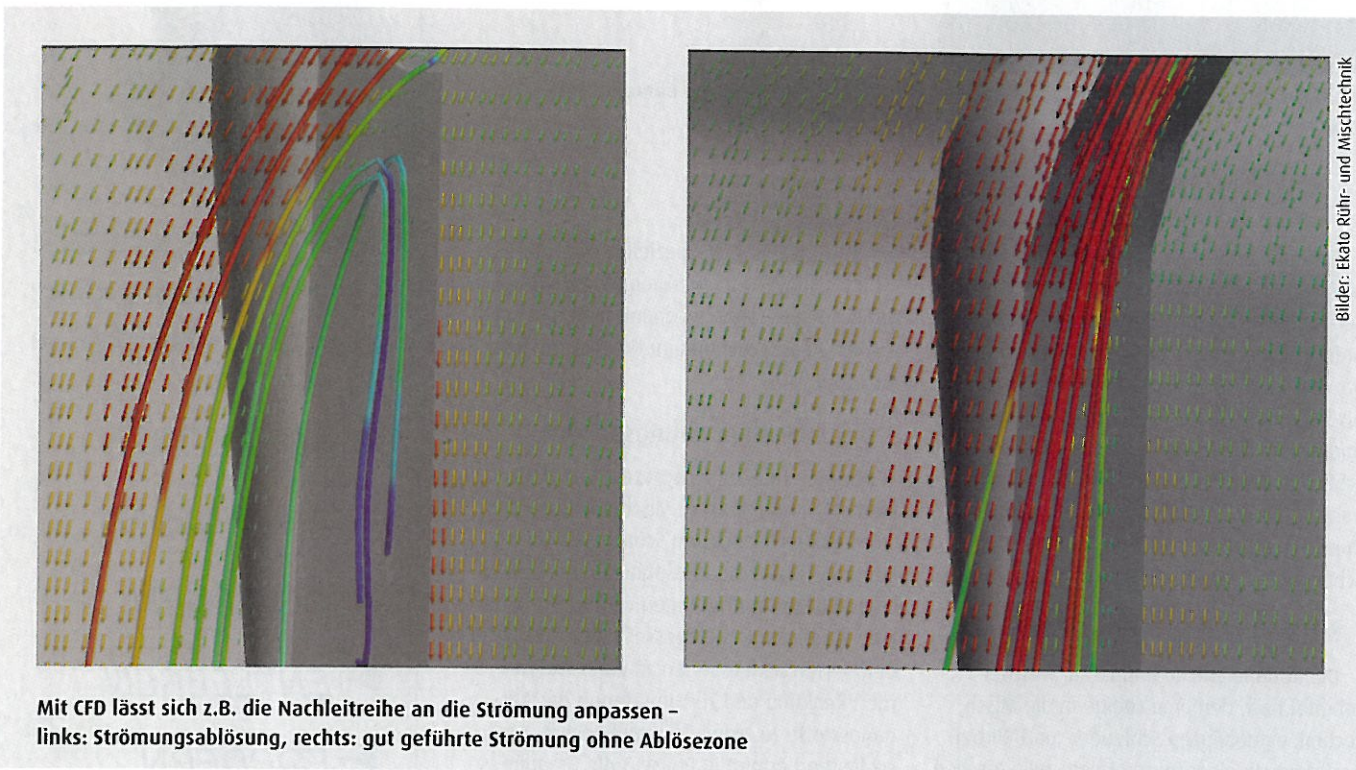 Bilder: Ekato Rühr- und Mischtechnik
Mit CFD lässt sich z.B. die Nachleitreihe an die Strömung anpassen –
links: Strömungsablösung, rechts: gut geführte Strömung ohne Ablösezone